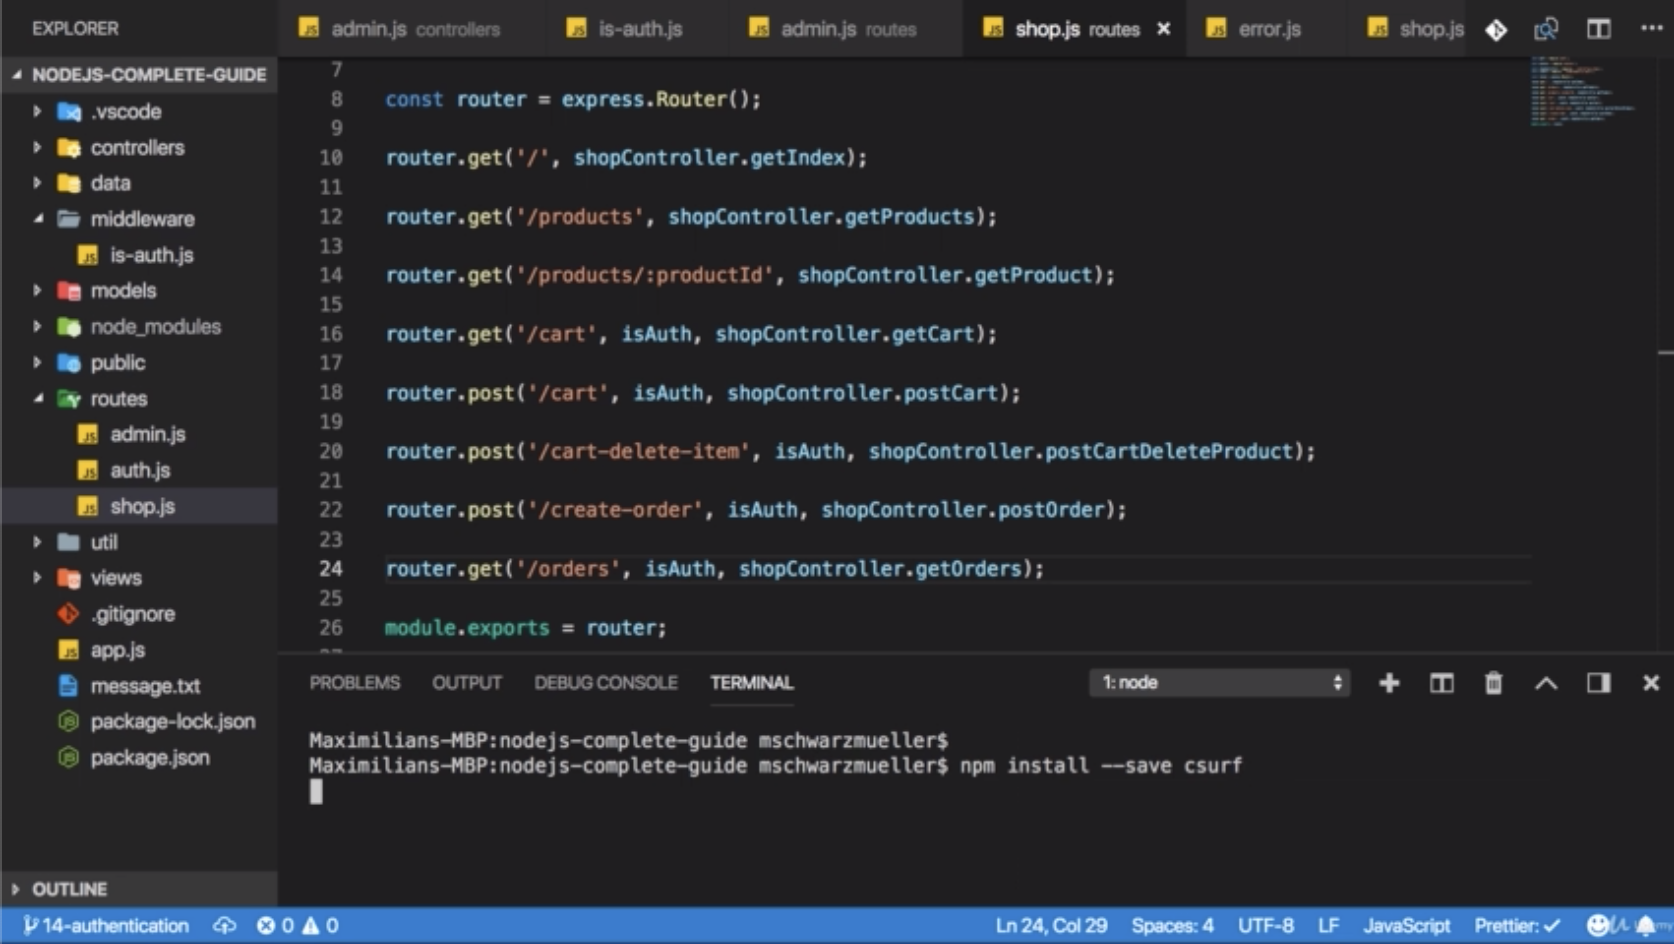 EXPLORER
NODEJS-COMPLETE-GUIDE
.vscode
controllers
data
middleware
is-auth.js
models
node_modules
public
routes
admin.js
auth.js
shop.js
util
views
.gitignore
app.js
message.txt
package-lock.json
package.json
OUTLINE
admin.js controllers
is-auth.js
admin.js routes
shop.js routes
error.js
shop.js
7
8 const router = express.Router();
9
10 router.get('/', shopController.getIndex);
11
12 router.get('/products', shopController.getProducts);
13
14 router.get('/products/:productId', shopController.getProduct);
15
16 router.get('/cart', isAuth, shopController.getCart);
17
18 router.post('/cart', isAuth, shopController.postCart);
19
20 router.post('/cart-delete-item', isAuth, shopController.postCartDeleteProduct);
21
22 router.post('/create-order', isAuth, shopController.postOrder);
23
24 router.get('/orders', isAuth, shopController.getOrders);
25
26 module.exports = router;
PROBLEMS OUTPUT DEBUG CONSOLE TERMINAL 1: node
Maximilians-MBP:nodejs-complete-guide mschwarzmueller$
Maximilians-MBP:nodejs-complete-guide mschwarzmueller$ npm install --save csurf
14-authentication 0 0 Ln 24, Col 29 Spaces: 4 UTF-8 LF JavaScript Prettier: ✓